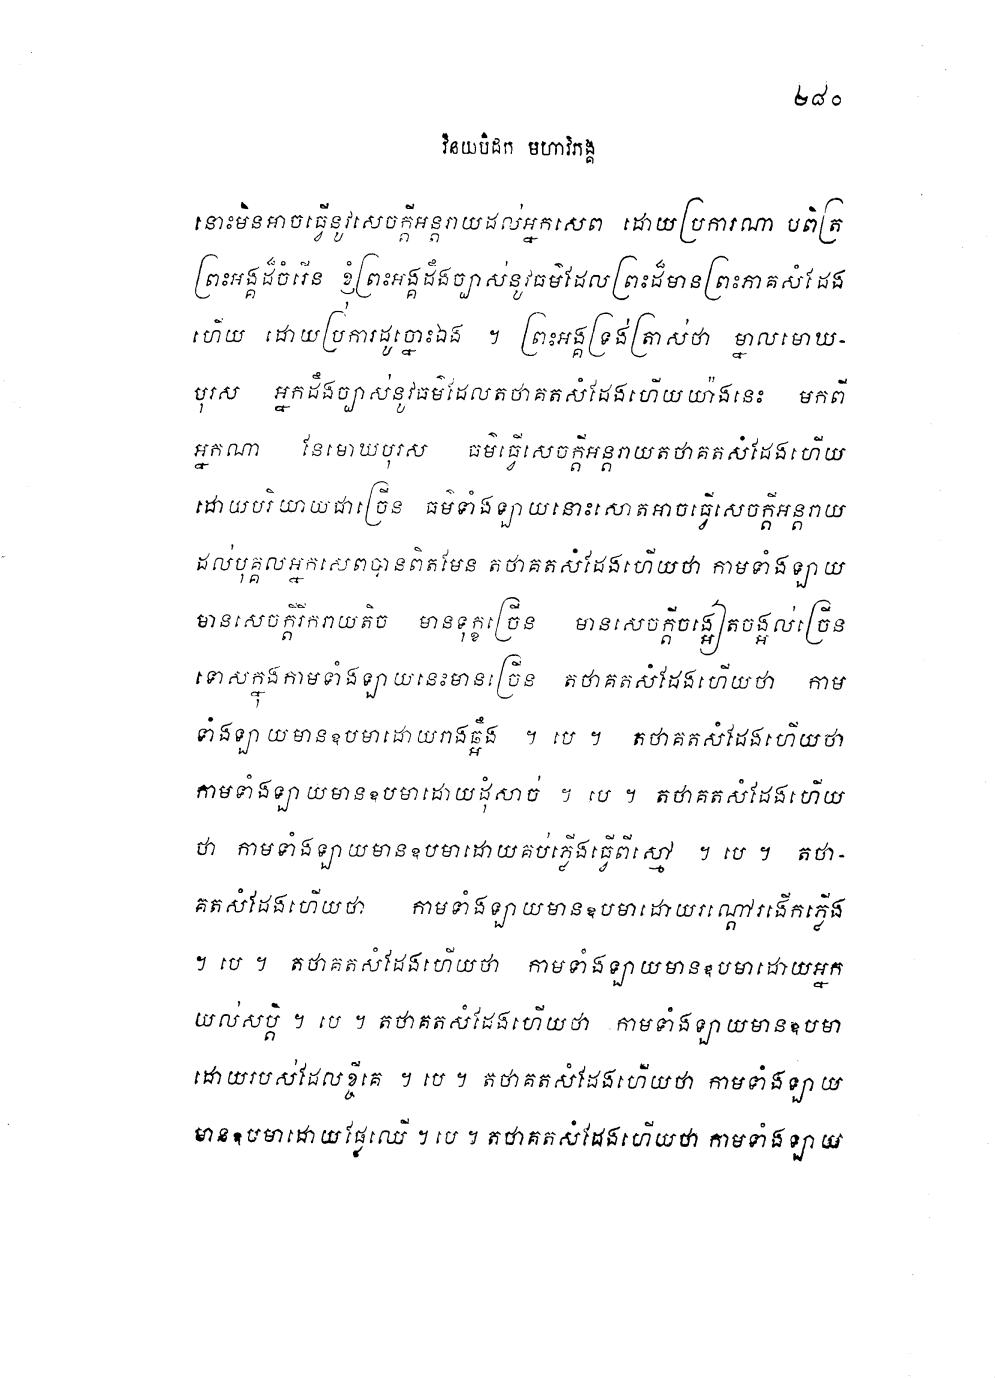 ២៨០
វិនយបិដក មហាវិភង្គ
នោះមិនអាចធ្វើនូវសេចក្តីអន្តរាយដល់អ្នកសេព ដោយប្រការណា បពិត្រ
ព្រះអង្គដ៏ចំរើន ខ្ញុំព្រះអង្គដឹងច្បាស់នូវធម៌ដែលព្រះដ៏មានព្រះភាគសំដែង
ហើយ ដោយប្រការដូច្នោះឯង ។ ព្រះអង្គទ្រង់ត្រាស់ថា ម្នាលមោឃ-
បុរស អ្នកដឹងច្បាស់នូវធម៌ដែលតថាគតសំដែងហើយយ៉ាងនេះ មកពី
អ្នកណា នែមោឃបុរស ធម៌ធ្វើសេចក្តីអន្តរាយតថាគតសំដែងហើយ
ដោយបរិយាយជាច្រើន ធម៌ទាំងឡាយនោះសោតអាចធ្វើសេចក្តីអន្តរាយ
ដល់បុគ្គលអ្នកសេពបានពិតមែន តថាគតសំដែងហើយថា កាមទាំងឡាយ
មានសេចក្តីរីករាយតិច មានទុក្ខច្រើន មានសេចក្តីចង្អៀតចង្អល់ច្រើន
ទោសក្នុងកាមទាំងឡាយនេះមានច្រើន តថាគតសំដែងហើយថា កាម
ទាំងឡាយមានឧបមាដោយរាងឆ្អឹង ។ បេ ។ តថាគតសំដែងហើយថា
កាមទាំងឡាយមានឧបមាដោយដុំសាច់ ។ បេ ។ តថាគតសំដែងហើយ
ថា កាមទាំងឡាយមានឧបមាដោយគប់ភ្លើងធ្វើពីស្មៅ ។ បេ ។ តថា-
គតសំដែងហើយថា កាមទាំងឡាយមានឧបមាដោយរណ្តៅរងើកភ្លើង
។ បេ ។ តថាគតសំដែងហើយថា កាមទាំងឡាយមានឧបមាដោយអ្នក
យល់សប្តិ ។ បេ ។ តថាគតសំដែងហើយថា កាមទាំងឡាយមានឧបមា
ដោយរបស់ដែលខ្ចីគេ ។ បេ ។ តថាគតសំដែងហើយថា កាមទាំងឡាយ
មានឧបមាដោយផ្លែឈើ ។ បេ ។ តថាគតសំដែងហើយថា កាមទាំងឡាយ